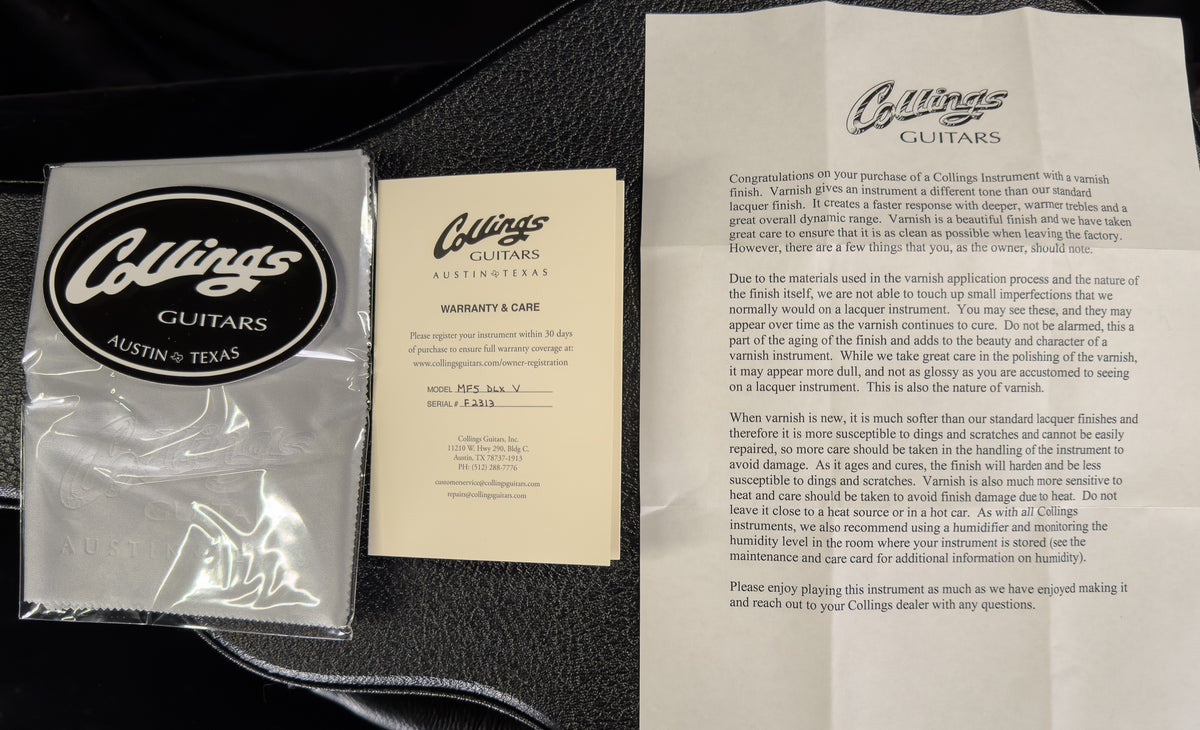 Collings
GUITARS
AUSTIN TEXAS
GUITARS
AUSTIN
Collings
GUITARS
AUSTIN TEXAS
WARRANTY & CARE
Please register your instrument within 30 days
of purchase to ensure full warranty coverage at:
www.collingsguitars.com/owner-registration
MODEL MF5 DLX V
SERIAL # F2313
Collings Guitars, Inc.
11210 W. Hwy 290, Bldg C.
Austin, TX 78737-1913
PH: (512) 288-7776
customerservice@collingsguitars.com
repairs@collingsguitars.com
Collings
GUITARS
Congratulations on your purchase of a Collings Instrument with a varnish
finish. Varnish gives an instrument a different tone than our standard
lacquer finish. It creates a faster response with deeper, warmer trebles and a
great overall dynamic range. Varnish is a beautiful finish and we have taken
great care to ensure that it is as clean as possible when leaving the factory.
However, there are a few things that you, as the owner, should note.
Due to the materials used in the varnish application process and the nature of
the finish itself, we are not able to touch up small imperfections that we
normally would on a lacquer instrument. You may see these, and they may
appear over time as the varnish continues to cure. Do not be alarmed, this a
part of the aging of the finish and adds to the beauty and character of a
varnish instrument. While we take great care in the polishing of the varnish,
it may appear more dull, and not as glossy as you are accustomed to seeing
on a lacquer instrument. This is also the nature of varnish.
When varnish is new, it is much softer than our standard lacquer finishes and
therefore it is more susceptible to dings and scratches and cannot be easily
repaired, so more care should be taken in the handling of the instrument to
avoid damage. As it ages and cures, the finish will harden and be less
susceptible to dings and scratches. Varnish is also much more sensitive to
heat and care should be taken to avoid finish damage due to heat. Do not
leave it close to a heat source or in a hot car. As with all Collings
instruments, we also recommend using a humidifier and monitoring the
humidity level in the room where your instrument is stored (see the
maintenance and care card for additional information on humidity).
Please enjoy playing this instrument as much as we have enjoyed making it
and reach out to your Collings dealer with any questions.